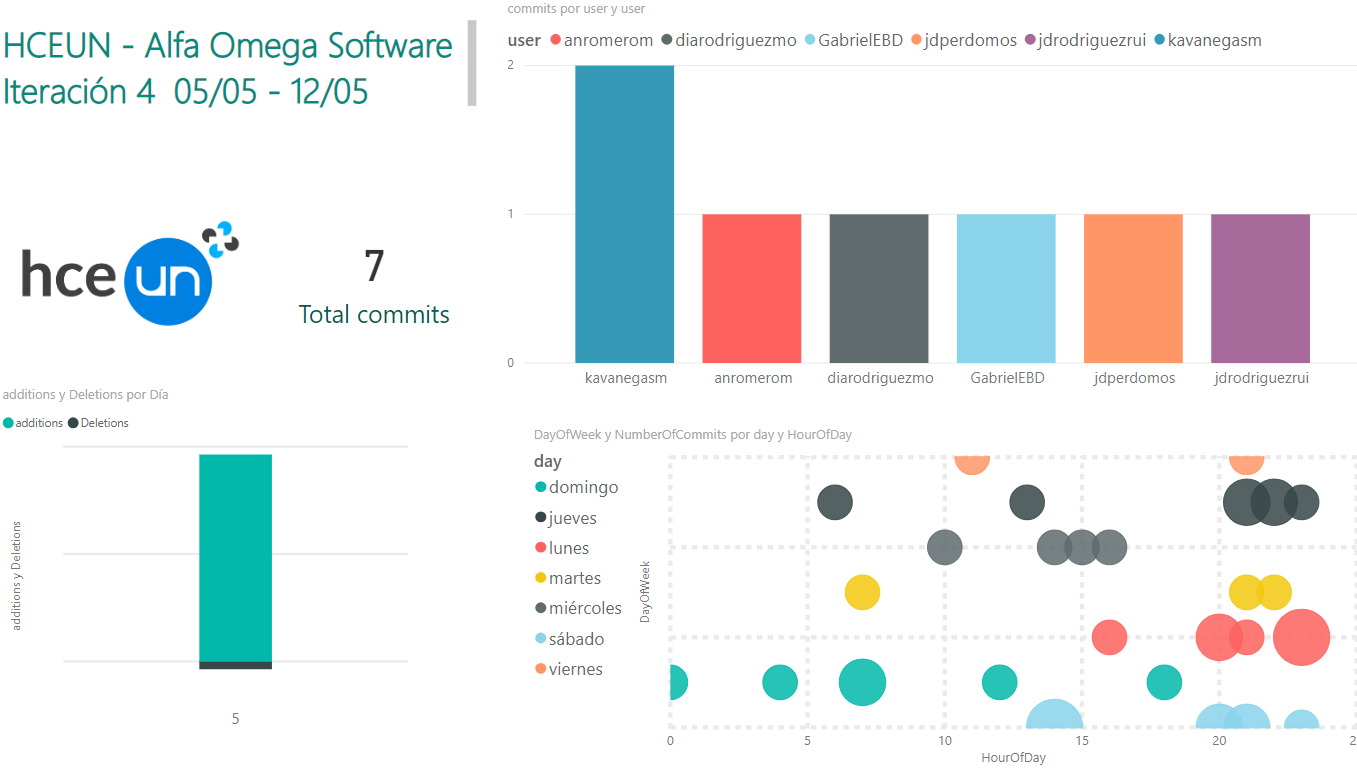 HCEUN - Alfa Omega Software
Iteración 4 05/05 - 12/05
hce un
7
Total commits
commits por user y user
user anromerom diarodriguezmo GabrielEBD jdperdomos jdrodriguezrui kavanegasm
2
1
0
kavanegasm anromerom diarodriguezmo GabrielEBD jdperdomos jdrodriguezrui
additions y Deletions por Día
additions Deletions
additions y Deletions
5
DayOfWeek y NumberOfCommits por day y HourOfDay
day
domingo
jueves
lunes
martes
miércoles
sábado
viernes
DayOfWeek
0 5 10 15 20
HourOfDay